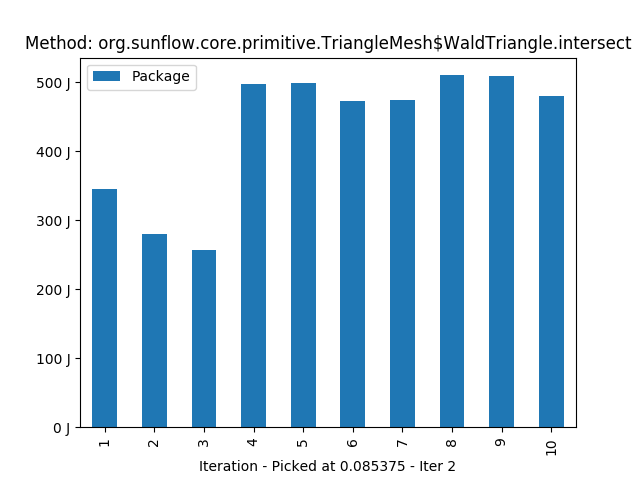 Method: org.sunflow.core.primitive.TriangleMesh$WaldTriangle.intersect
Package
500 J
400 J
300 J
200 J
100 J
0 J
1 2 3 4 5 6 7 8 9 10
Iteration - Picked at 0.085375 - Iter 2